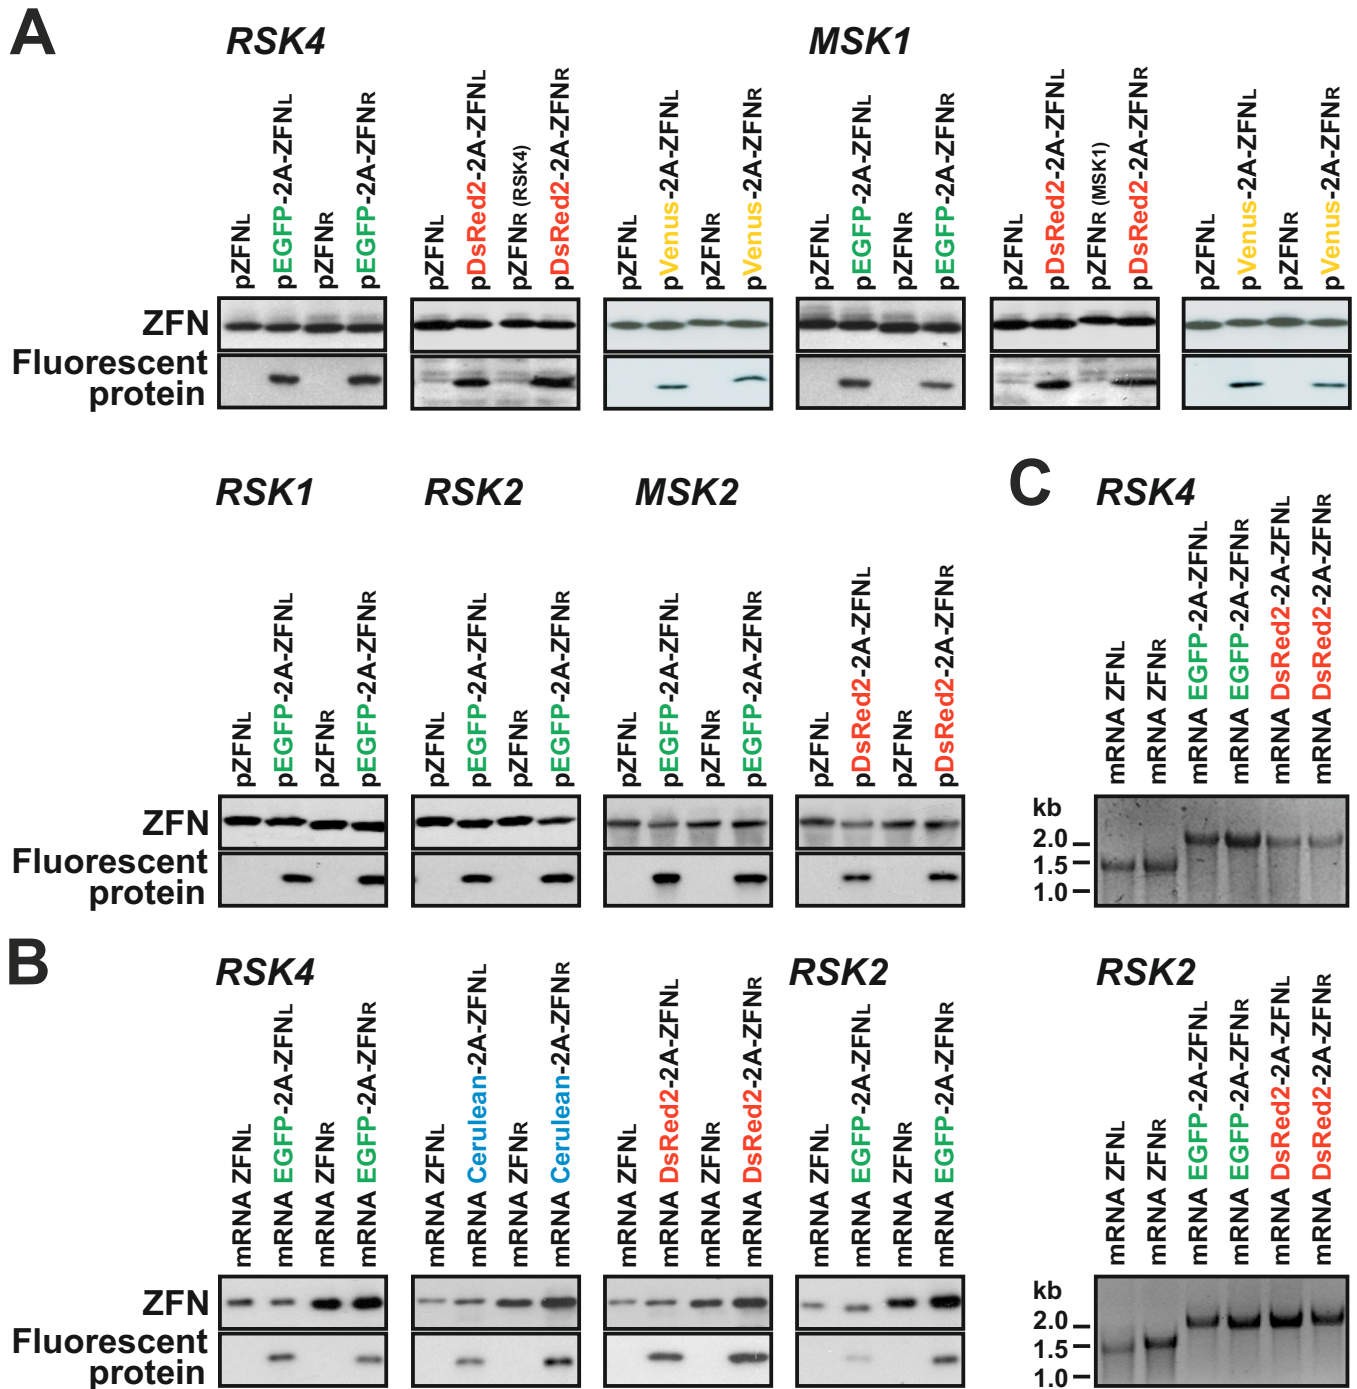 A
RSK4
MSK1
pZFNL
pEGFP-2A-ZFNL
pZFNR
pEGFP-2A-ZFNR
pZFNL
pDsRed2-2A-ZFNL
pZFNR (RSK4)
pDsRed2-2A-ZFNR
pZFNL
pVenus-2A-ZFNL
pZFNR
pVenus-2A-ZFNR
pZFNL
pEGFP-2A-ZFNL
pZFNR
pEGFP-2A-ZFNR
pZFNL
pDsRed2-2A-ZFNL
pZFNR (MSK1)
pDsRed2-2A-ZFNR
pZFNL
pVenus-2A-ZFNL
pZFNR
pVenus-2A-ZFNR
ZFN
Fluorescent
protein
RSK1
RSK2
MSK2
pZFNL
pEGFP-2A-ZFNL
pZFNR
pEGFP-2A-ZFNR
pZFNL
pEGFP-2A-ZFNL
pZFNR
pEGFP-2A-ZFNR
pZFNL
pEGFP-2A-ZFNL
pZFNR
pEGFP-2A-ZFNR
pZFNL
pDsRed2-2A-ZFNL
pZFNR
pDsRed2-2A-ZFNR
ZFN
Fluorescent
protein
C
RSK4
mRNA ZFNL
mRNA ZFNR
mRNA EGFP-2A-ZFNL
mRNA EGFP-2A-ZFNR
mRNA DsRed2-2A-ZFNL
mRNA DsRed2-2A-ZFNR
kb
2.0
1.5
1.0
B
RSK4
RSK2
mRNA ZFNL
mRNA EGFP-2A-ZFNL
mRNA ZFNR
mRNA EGFP-2A-ZFNR
mRNA ZFNL
mRNA Cerulean-2A-ZFNL
mRNA ZFNR
mRNA Cerulean-2A-ZFNR
mRNA ZFNL
mRNA DsRed2-2A-ZFNL
mRNA ZFNR
mRNA DsRed2-2A-ZFNR
mRNA ZFNL
mRNA EGFP-2A-ZFNL
mRNA ZFNR
mRNA EGFP-2A-ZFNR
ZFN
Fluorescent
protein
RSK2
mRNA ZFNL
mRNA ZFNR
mRNA EGFP-2A-ZFNL
mRNA EGFP-2A-ZFNR
mRNA DsRed2-2A-ZFNL
mRNA DsRed2-2A-ZFNR
kb
2.0
1.5
1.0